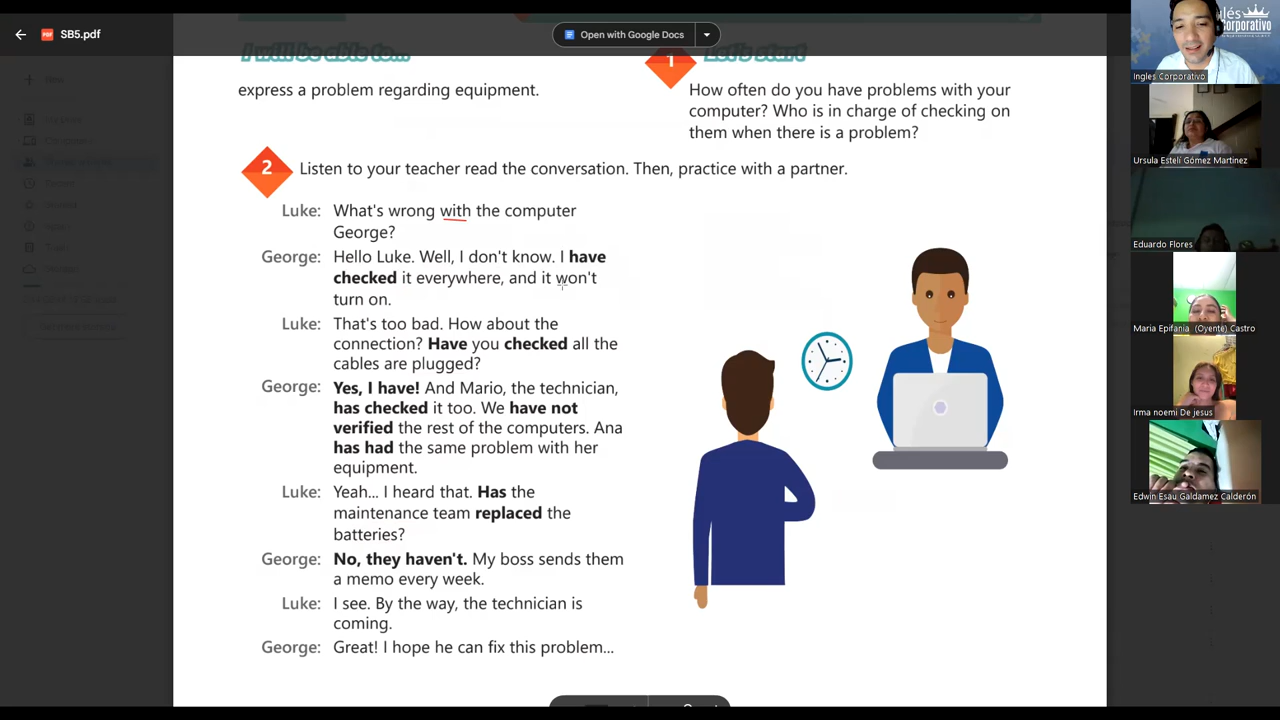 SB5.pdf
Open with Google Docs
I will be able to...
express a problem regarding equipment.
1
Let's start
How often do you have problems with your
computer? Who is in charge of checking on
them when there is a problem?
2
Listen to your teacher read the conversation. Then, practice with a partner.
Luke: What's wrong with the computer
George?
George: Hello Luke. Well, I don't know. I have
checked it everywhere, and it won't
turn on.
Luke: That's too bad. How about the
connection? Have you checked all the
cables are plugged?
George: Yes, I have! And Mario, the technician,
has checked it too. We have not
verified the rest of the computers. Ana
has had the same problem with her
equipment.
Luke: Yeah... I heard that. Has the
maintenance team replaced the
batteries?
George: No, they haven't. My boss sends them
a memo every week.
Luke: I see. By the way, the technician is
coming.
George: Great! I hope he can fix this problem...
Corporativo
Ingles Corporativo
Ursula Estelí Gómez Martinez
Eduardo Flores
Maria Epifania (Oyente) Castro
Irma noemi De jesus
Edwin Esaú Galdamez Calderón